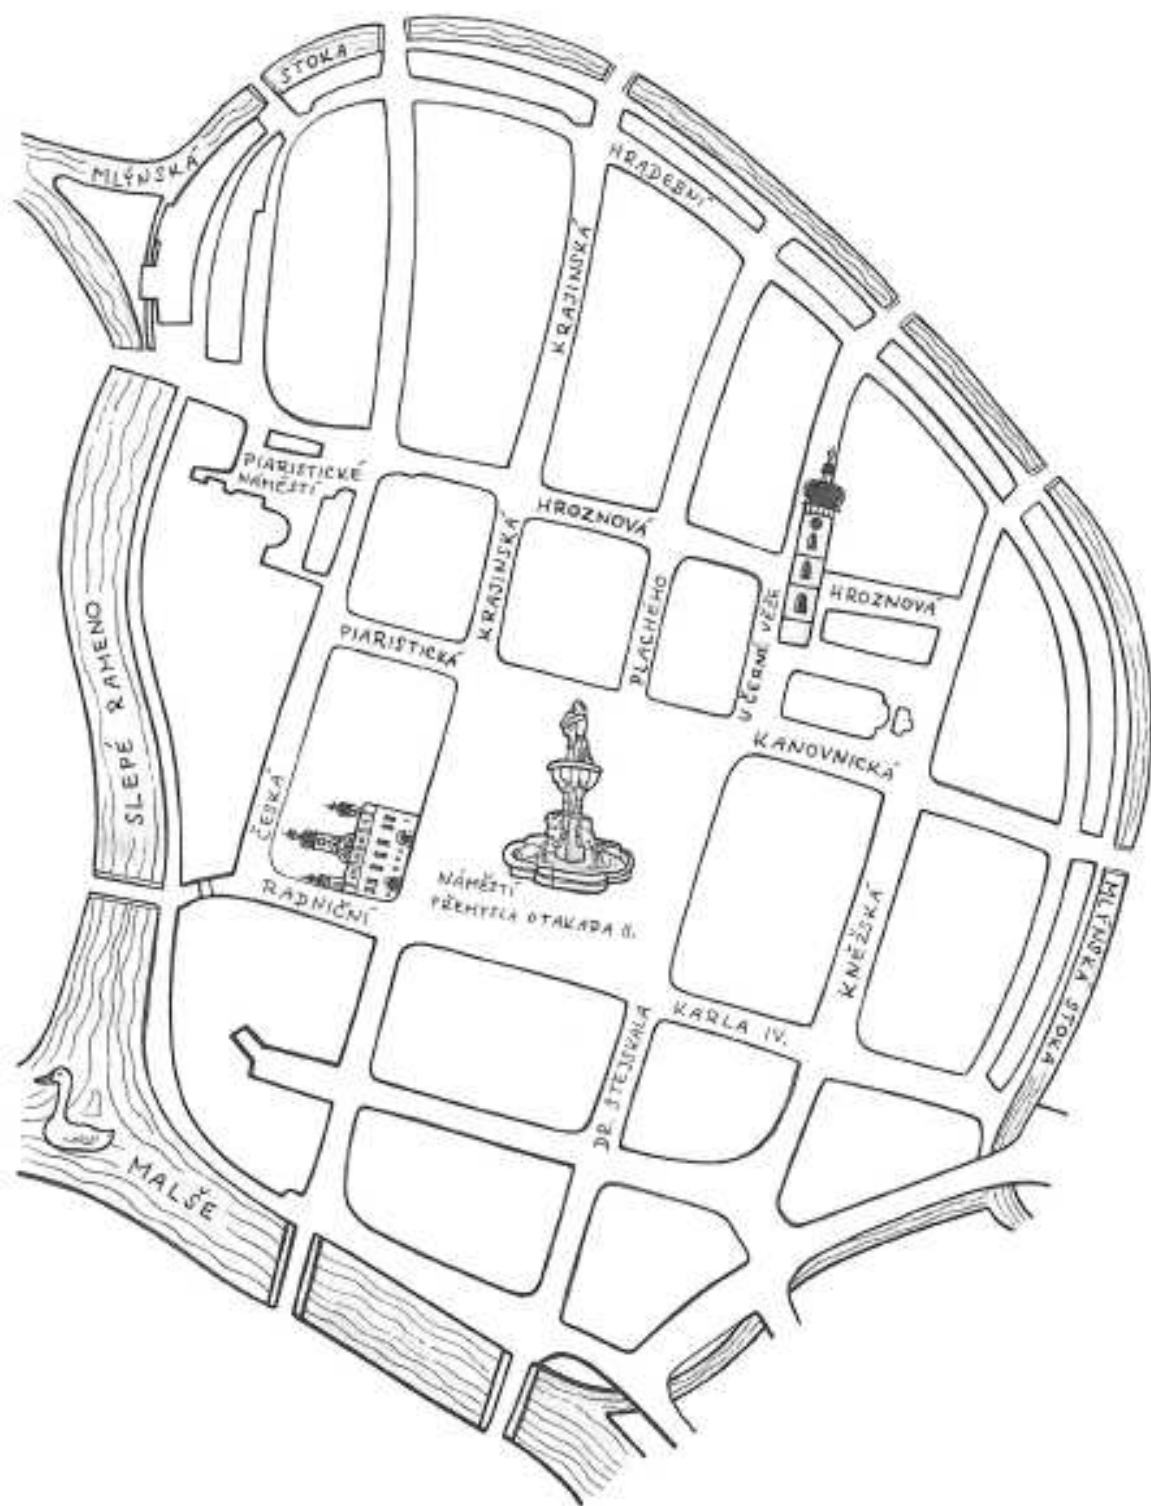 STOKA
MLÝNSKÁ
HRADEBNÍ
KRAJINSKÁ
PIARISTICKÉ
NÁMĚSTÍ
HROZNOVÁ
KRAJINSKÁ
PLACHÉHO
U ČERNÉ VĚŽE
HROZNOVÁ
PIARISTICKÁ
SLEPÉ RAMENO
KANOVNICKÁ
ČESKÁ
NÁMĚSTÍ
PŘEMYSLA OTAKARA II.
RADNIČNÍ
KNĚŽSKÁ
MLÝNSKÁ STOKA
KARLA IV.
DR. STEJSKALA
MALŠE